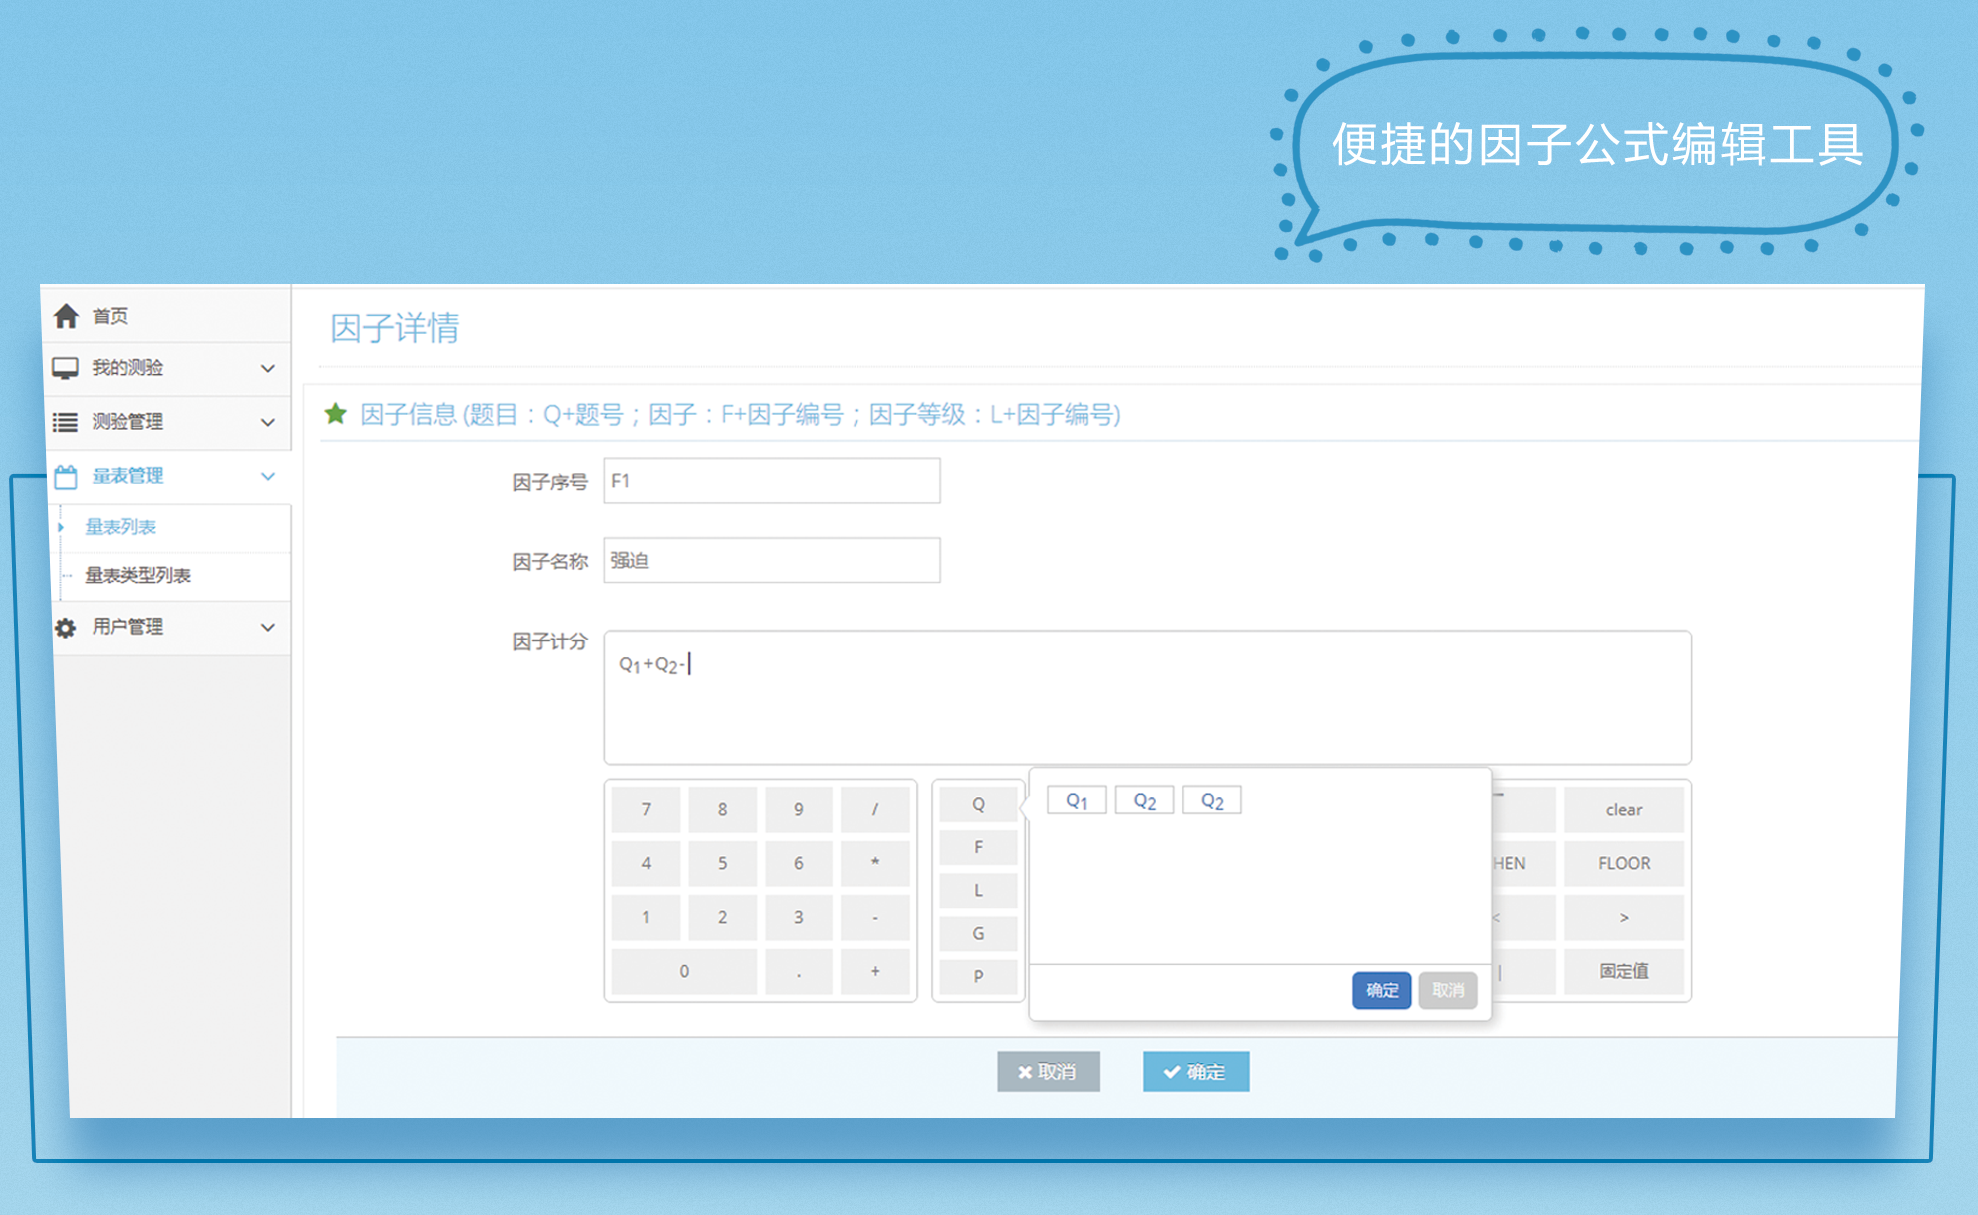 便捷的因子公式编辑工具
首页
我的测验
测验管理
量表管理
量表列表
量表类型列表
用户管理
因子详情
因子信息 (题目：Q+题号；因子：F+因子编号；因子等级：L+因子编号)
因子序号 F1
因子名称 强迫
因子计分 Q1+Q2-
7 8 9 /
4 5 6 *
1 2 3 -
0 . +
Q
F
L
G
P
Q1 Q2 Q2
确定 取消
clear
HEN FLOOR
< >
| 固定值
取消 确定